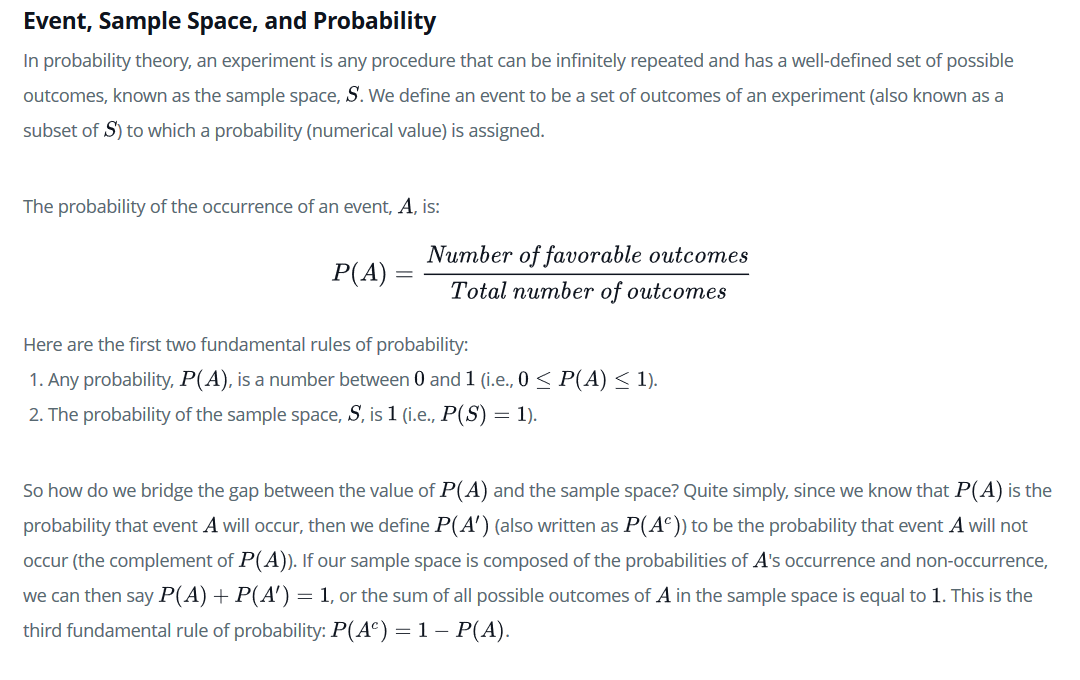 Event, Sample Space, and Probability
In probability theory, an experiment is any procedure that can be infinitely repeated and has a well-defined set of possible
outcomes, known as the sample space, S. We define an event to be a set of outcomes of an experiment (also known as a
subset of S) to which a probability (numerical value) is assigned.
The probability of the occurrence of an event, A, is:
P(A) = Number of favorable outcomes / Total number of outcomes
Here are the first two fundamental rules of probability:
1. Any probability, P(A), is a number between 0 and 1 (i.e., 0 ≤ P(A) ≤ 1).
2. The probability of the sample space, S, is 1 (i.e., P(S) = 1).
So how do we bridge the gap between the value of P(A) and the sample space? Quite simply, since we know that P(A) is the
probability that event A will occur, then we define P(A′) (also written as P(Aᶜ)) to be the probability that event A will not
occur (the complement of P(A)). If our sample space is composed of the probabilities of A's occurrence and non-occurrence,
we can then say P(A) + P(A′) = 1, or the sum of all possible outcomes of A in the sample space is equal to 1. This is the
third fundamental rule of probability: P(Aᶜ) = 1 − P(A).